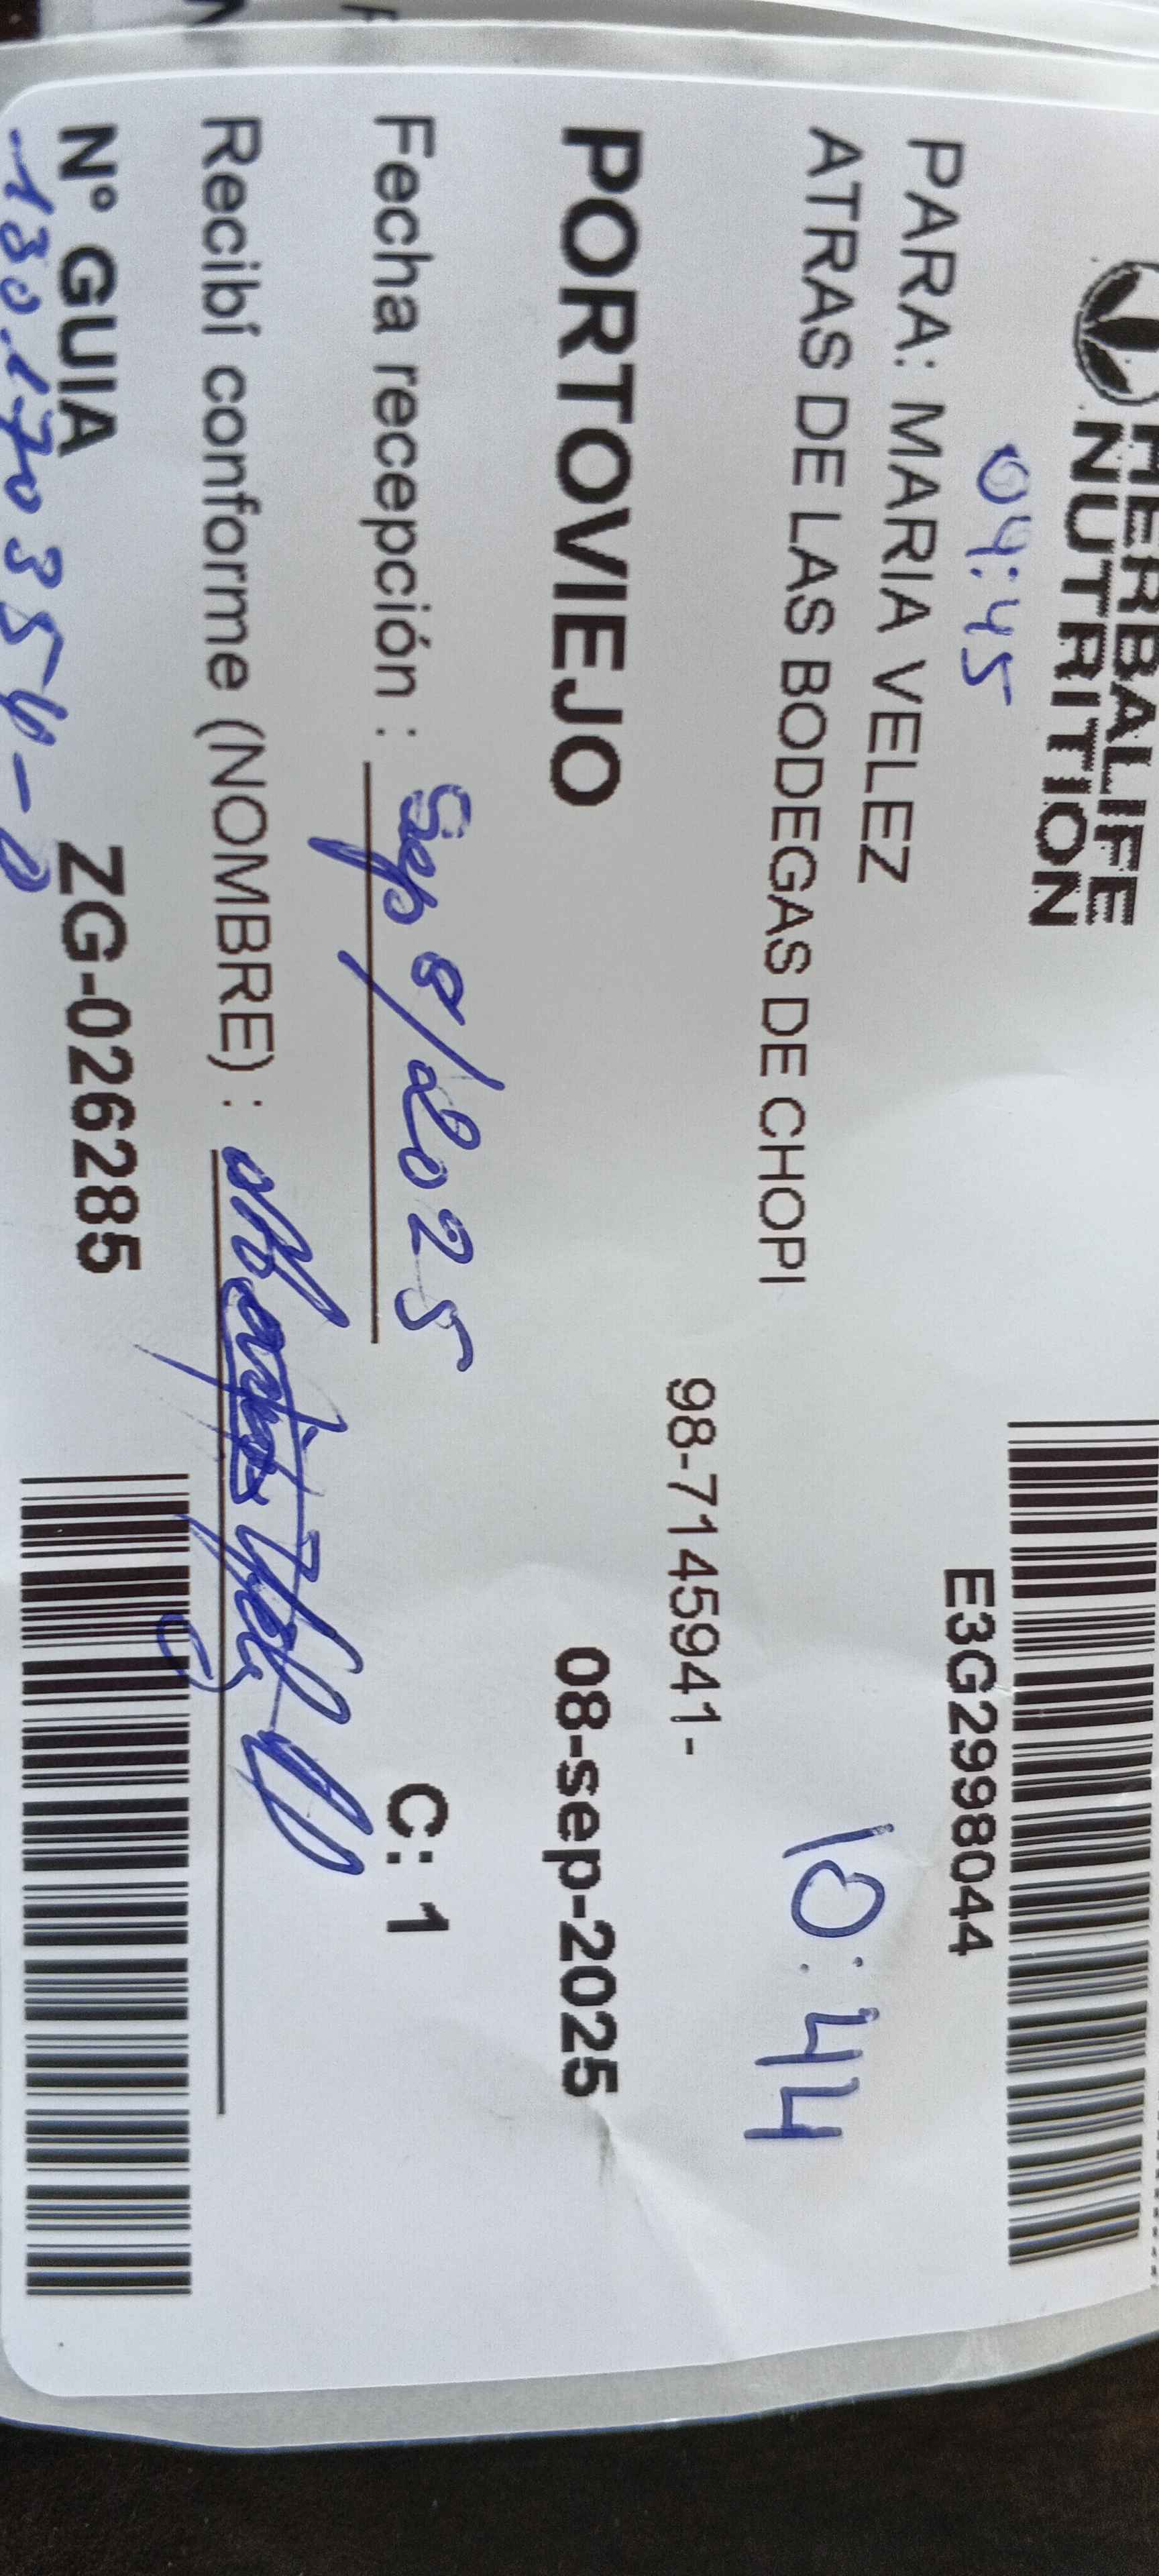 HERBALIFE
NUTRITION
04:45
E3G2998044
PARA: MARIA VELEZ
ATRAS DE LAS BODEGAS DE CHOPI
10:44
98-7145941-
PORTOVIEJO
08-sep-2025
Fecha recepción : Sep 8/2025
C: 1
Recibí conforme (NOMBRE) :
Nº GUIA
ZG-026285